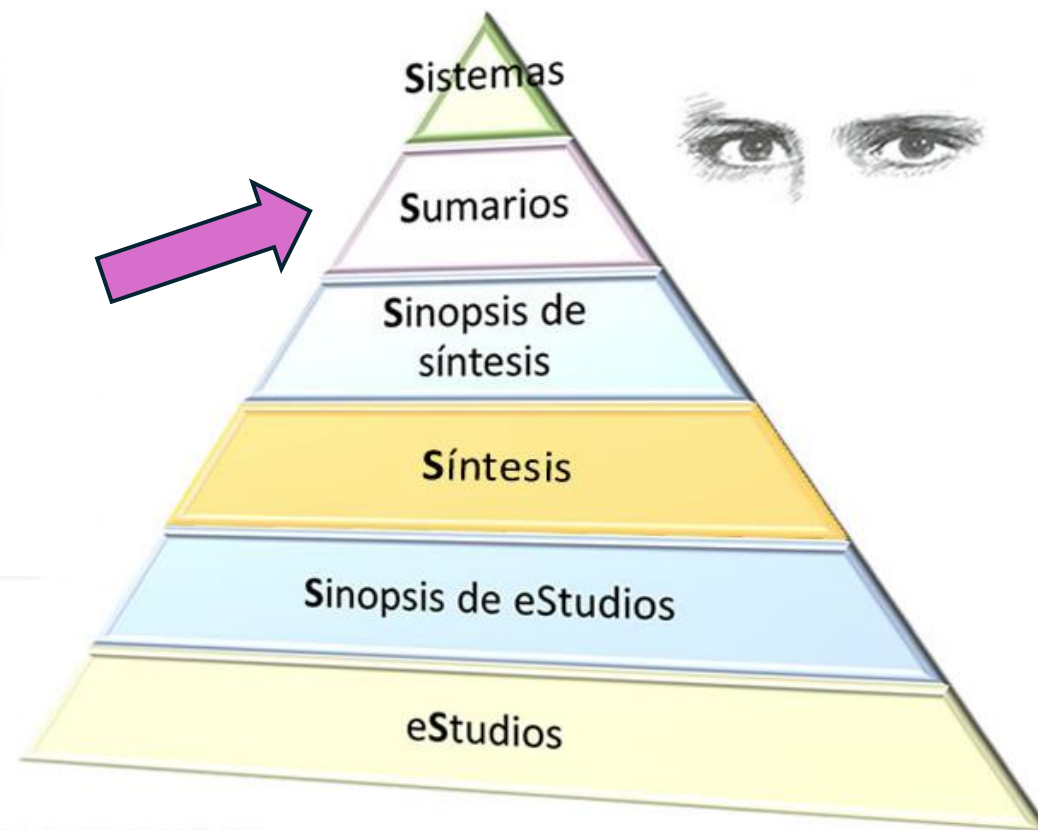 Sistemas
Sumarios
Sinopsis de
síntesis
Síntesis
Sinopsis de eStudios
eStudios